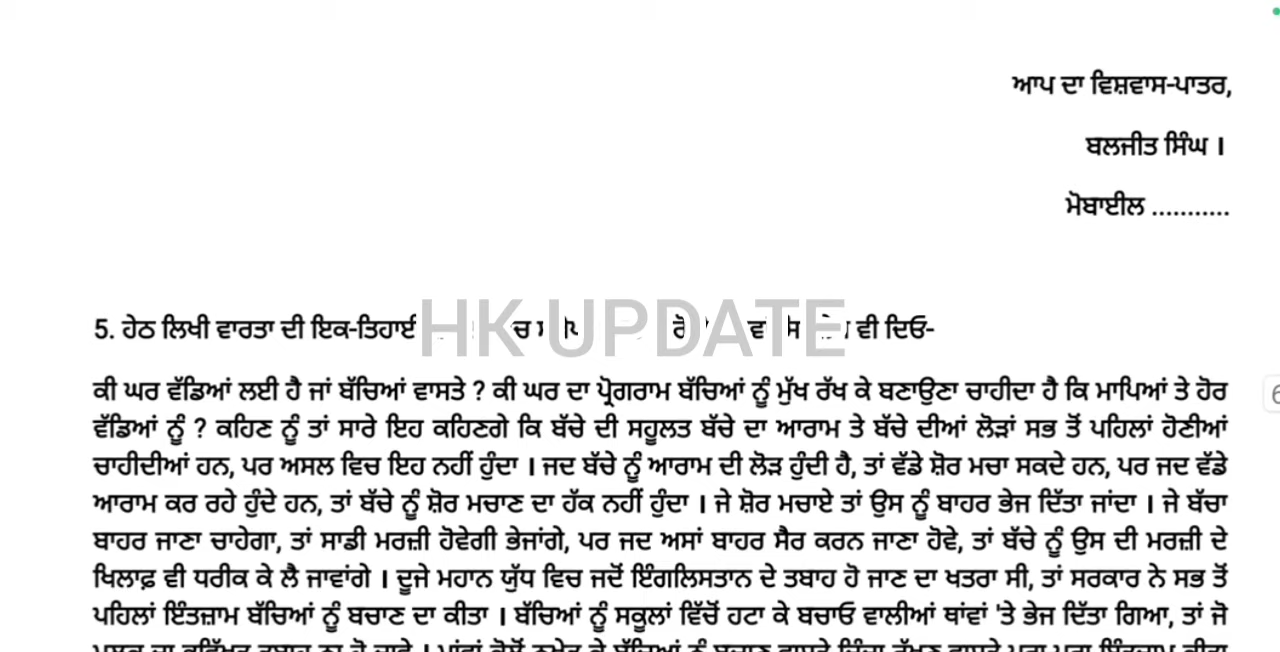 ਆਪ ਦਾ ਵਿਸ਼ਵਾਸ-ਪਾਤਰ,
ਬਲਜੀਤ ਸਿੰਘ ।
ਮੋਬਾਈਲ ...........
HK UPDATE
5. ਹੇਠ ਲਿਖੀ ਵਾਰਤਾ ਦੀ ਇਕ-ਤਿਹਾਈ ਵੀ ਦਿਓ-
ਕੀ ਘਰ ਵੱਡਿਆਂ ਲਈ ਹੈ ਜਾਂ ਬੱਚਿਆਂ ਵਾਸਤੇ ? ਕੀ ਘਰ ਦਾ ਪ੍ਰੋਗਰਾਮ ਬੱਚਿਆਂ ਨੂੰ ਮੁੱਖ ਰੱਖ ਕੇ ਬਣਾਉਣਾ ਚਾਹੀਦਾ ਹੈ ਕਿ ਮਾਪਿਆਂ ਤੇ ਹੋਰ
ਵੱਡਿਆਂ ਨੂੰ ? ਕਹਿਣ ਨੂੰ ਤਾਂ ਸਾਰੇ ਇਹ ਕਹਿਣਗੇ ਕਿ ਬੱਚੇ ਦੀ ਸਹੂਲਤ ਬੱਚੇ ਦਾ ਆਰਾਮ ਤੇ ਬੱਚੇ ਦੀਆਂ ਲੋੜਾਂ ਸਭ ਤੋਂ ਪਹਿਲਾਂ ਹੋਣੀਆਂ
ਚਾਹੀਦੀਆਂ ਹਨ, ਪਰ ਅਸਲ ਵਿਚ ਇਹ ਨਹੀਂ ਹੁੰਦਾ । ਜਦ ਬੱਚੇ ਨੂੰ ਆਰਾਮ ਦੀ ਲੋੜ ਹੁੰਦੀ ਹੈ, ਤਾਂ ਵੱਡੇ ਸ਼ੋਰ ਮਚਾ ਸਕਦੇ ਹਨ, ਪਰ ਜਦ ਵੱਡੇ
ਆਰਾਮ ਕਰ ਰਹੇ ਹੁੰਦੇ ਹਨ, ਤਾਂ ਬੱਚੇ ਨੂੰ ਸ਼ੋਰ ਮਚਾਣ ਦਾ ਹੱਕ ਨਹੀਂ ਹੁੰਦਾ । ਜੇ ਸ਼ੋਰ ਮਚਾਏ ਤਾਂ ਉਸ ਨੂੰ ਬਾਹਰ ਭੇਜ ਦਿੱਤਾ ਜਾਂਦਾ । ਜੇ ਬੱਚਾ
ਬਾਹਰ ਜਾਣਾ ਚਾਹੇਗਾ, ਤਾਂ ਸਾਡੀ ਮਰਜ਼ੀ ਹੋਵੇਗੀ ਭੇਜਾਂਗੇ, ਪਰ ਜਦ ਅਸਾਂ ਬਾਹਰ ਸੈਰ ਕਰਨ ਜਾਣਾ ਹੋਵੇ, ਤਾਂ ਬੱਚੇ ਨੂੰ ਉਸ ਦੀ ਮਰਜ਼ੀ ਦੇ
ਖਿਲਾਫ਼ ਵੀ ਧਰੀਕ ਕੇ ਲੈ ਜਾਵਾਂਗੇ । ਦੂਜੇ ਮਹਾਨ ਯੁੱਧ ਵਿਚ ਜਦੋਂ ਇੰਗਲਿਸਤਾਨ ਦੇ ਤਬਾਹ ਹੋ ਜਾਣ ਦਾ ਖਤਰਾ ਸੀ, ਤਾਂ ਸਰਕਾਰ ਨੇ ਸਭ ਤੋਂ
ਪਹਿਲਾਂ ਇੰਤਜ਼ਾਮ ਬੱਚਿਆਂ ਨੂੰ ਬਚਾਣ ਦਾ ਕੀਤਾ । ਬੱਚਿਆਂ ਨੂੰ ਸਕੂਲਾਂ ਵਿੱਚੋਂ ਹਟਾ ਕੇ ਬਚਾਓ ਵਾਲੀਆਂ ਥਾਂਵਾਂ 'ਤੇ ਭੇਜ ਦਿੱਤਾ ਗਿਆ, ਤਾਂ ਜੋ